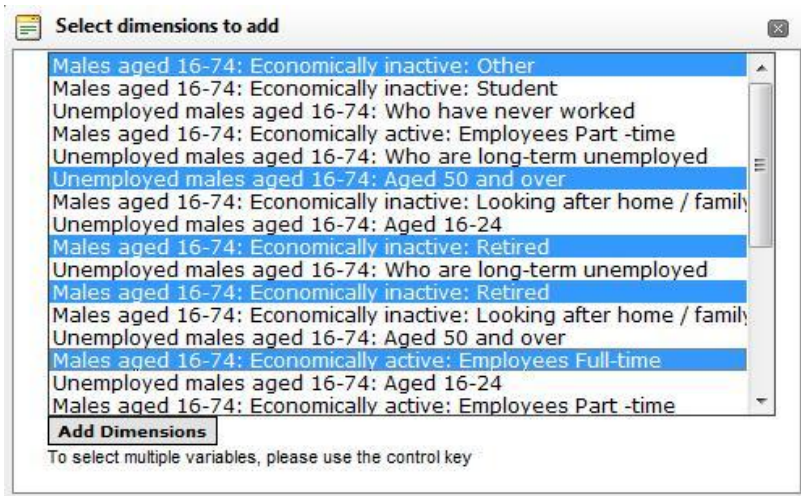 Select dimensions to add
Males aged 16-74: Economically inactive: Other
Males aged 16-74: Economically inactive: Student
Unemployed males aged 16-74: Who have never worked
Males aged 16-74: Economically active: Employees Part -time
Unemployed males aged 16-74: Who are long-term unemployed
Unemployed males aged 16-74: Aged 50 and over
Males aged 16-74: Economically inactive: Looking after home / family
Unemployed males aged 16-74: Aged 16-24
Males aged 16-74: Economically inactive: Retired
Unemployed males aged 16-74: Who are long-term unemployed
Males aged 16-74: Economically inactive: Retired
Males aged 16-74: Economically inactive: Looking after home / family
Unemployed males aged 16-74: Aged 50 and over
Males aged 16-74: Economically active: Employees Full-time
Unemployed males aged 16-74: Aged 16-24
Males aged 16-74: Economically active: Employees Part -time
Add Dimensions
To select multiple variables, please use the control key